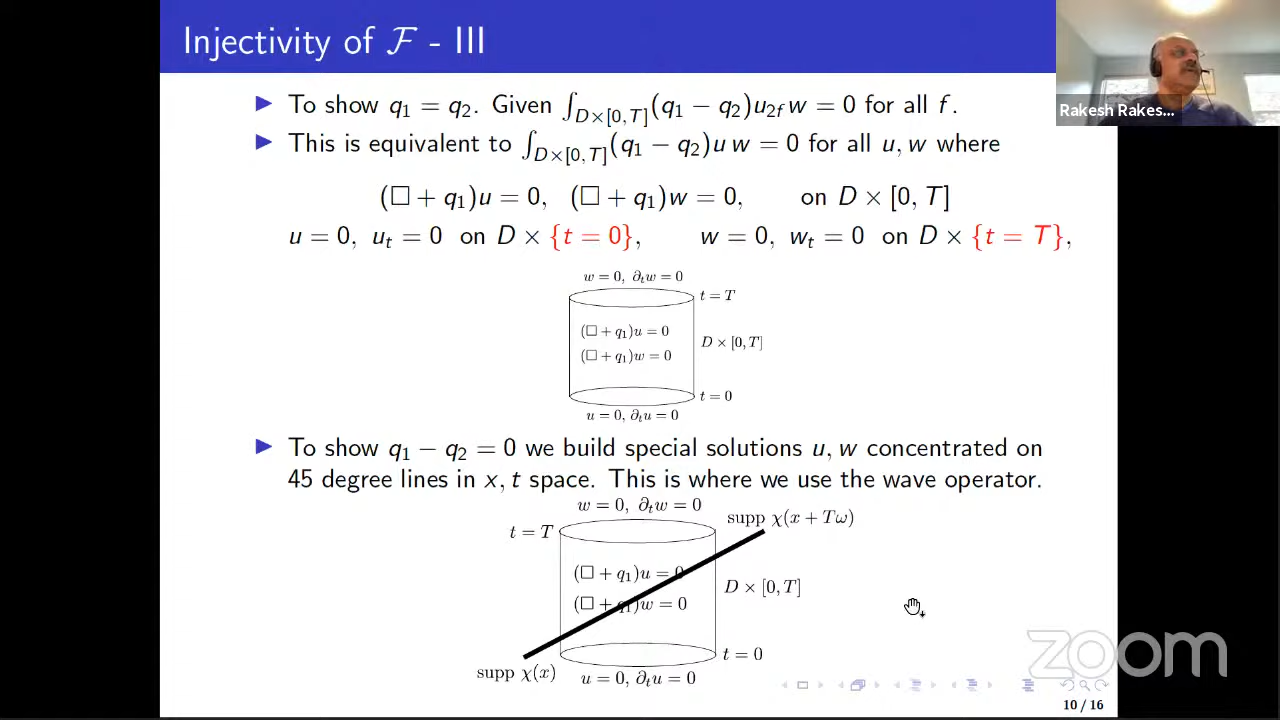 Injectivity of ℱ - III
▶ To show q₁ = q₂. Given ∫_{D×[0,T]}(q₁ − q₂)u_{2f} w = 0 for all f.
▶ This is equivalent to ∫_{D×[0,T]}(q₁ − q₂)u w = 0 for all u, w where
(□ + q₁)u = 0, (□ + q₁)w = 0, on D × [0, T]
u = 0, u_t = 0 on D × {t = 0}, w = 0, w_t = 0 on D × {t = T},
w = 0, ∂_t w = 0
t = T
(□ + q₁)u = 0
(□ + q₁)w = 0
D × [0, T]
t = 0
u = 0, ∂_t u = 0
▶ To show q₁ − q₂ = 0 we build special solutions u, w concentrated on
45 degree lines in x, t space. This is where we use the wave operator.
w = 0, ∂_t w = 0
supp χ(x + Tω)
t = T
(□ + q₁)u = 0
D × [0, T]
(□ + q₁)w = 0
t = 0
supp χ(x)
u = 0, ∂_t u = 0
10 / 16
Rakesh Rakes...
zoom